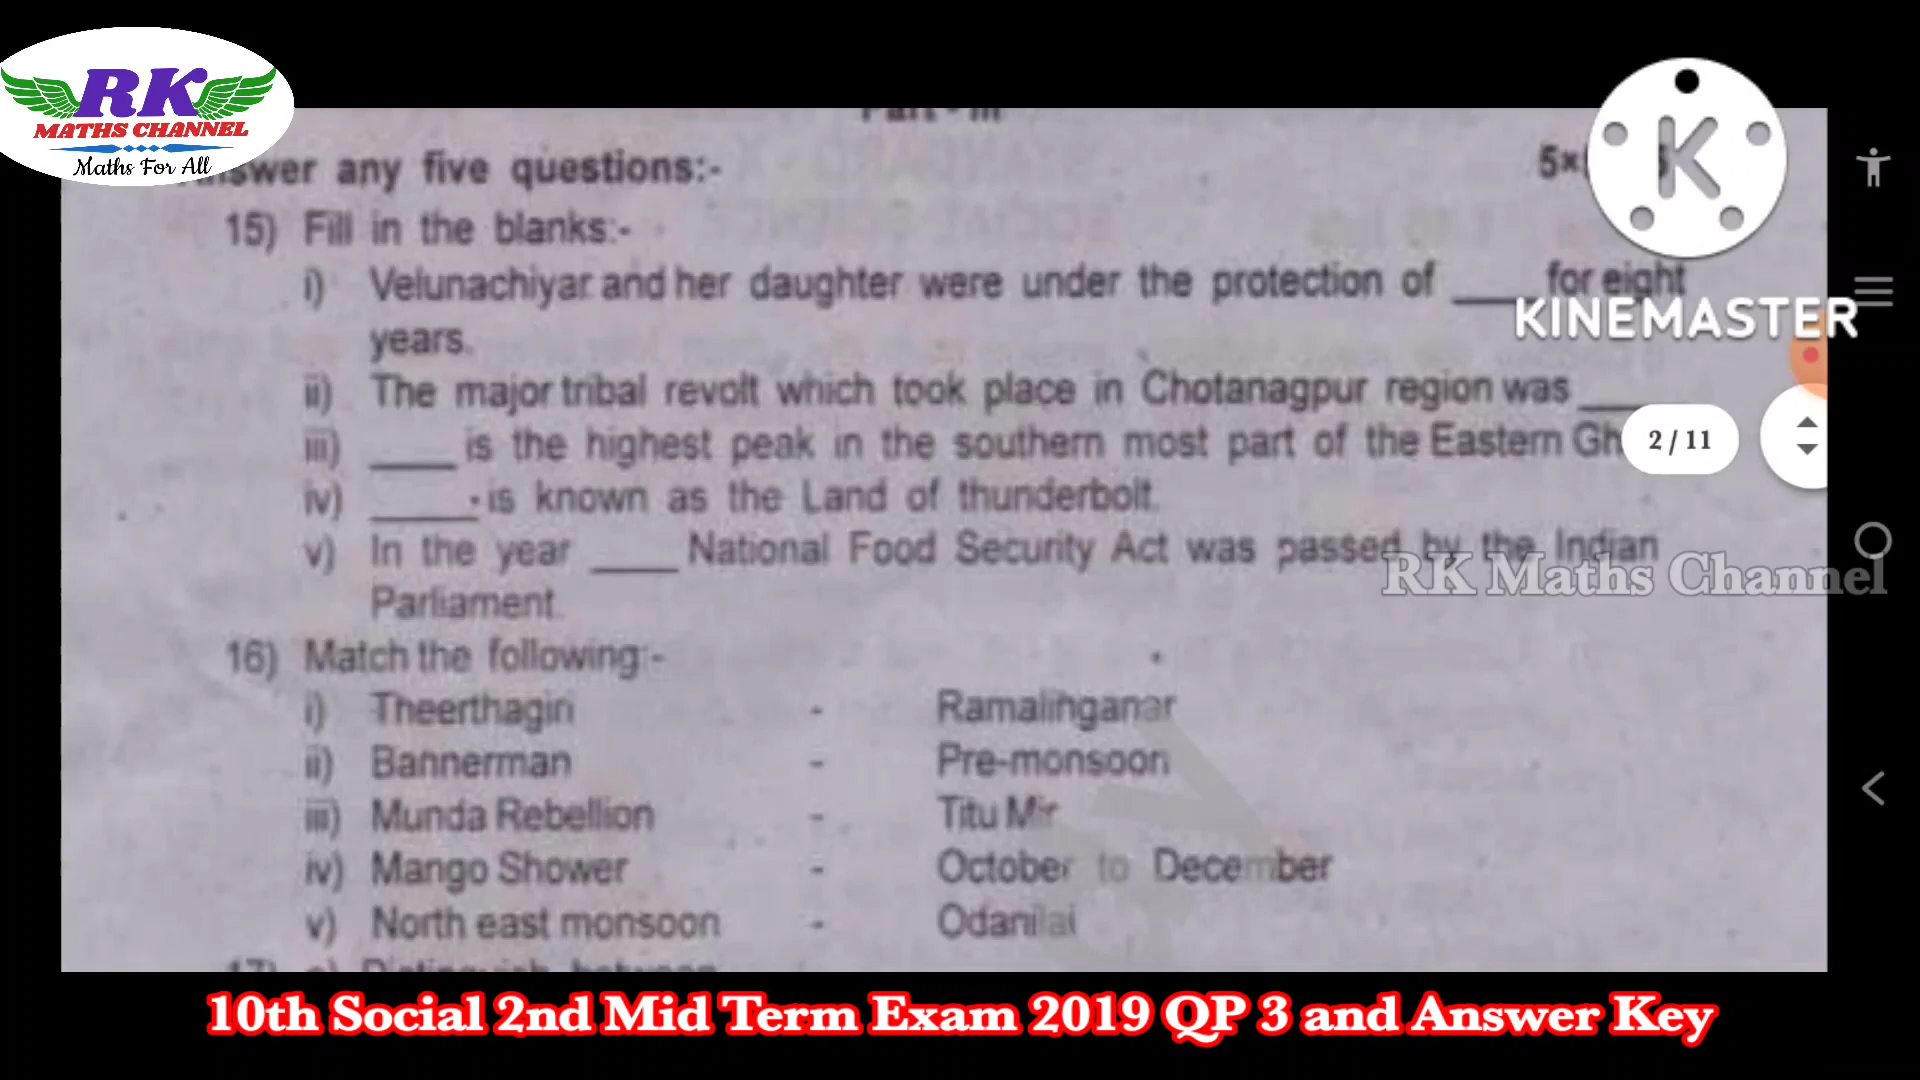 RK
MATHS CHANNEL
Maths For All
K
KINEMASTER
Part - III
Answer any five questions:-
15) Fill in the blanks:-
i) Velunachiyar and her daughter were under the protection of ____ for eight
years.
ii) The major tribal revolt which took place in Chotanagpur region was ____
iii) ____ is the highest peak in the southern most part of the Eastern
2 / 11
iv) ____ is known as the Land of thunderbolt.
v) In the year ____ National Food Security Act was passed by the Indian
Parliament.
RK Maths Channel
16) Match the following:-
i) Theerthagiri - Ramalinganar
ii) Bannerman - Pre-monsoon
iii) Munda Rebellion - Titu Mir
iv) Mango Shower - October to December
v) North east monsoon - Odanilai
10th Social 2nd Mid Term Exam 2019 QP 3 and Answer Key